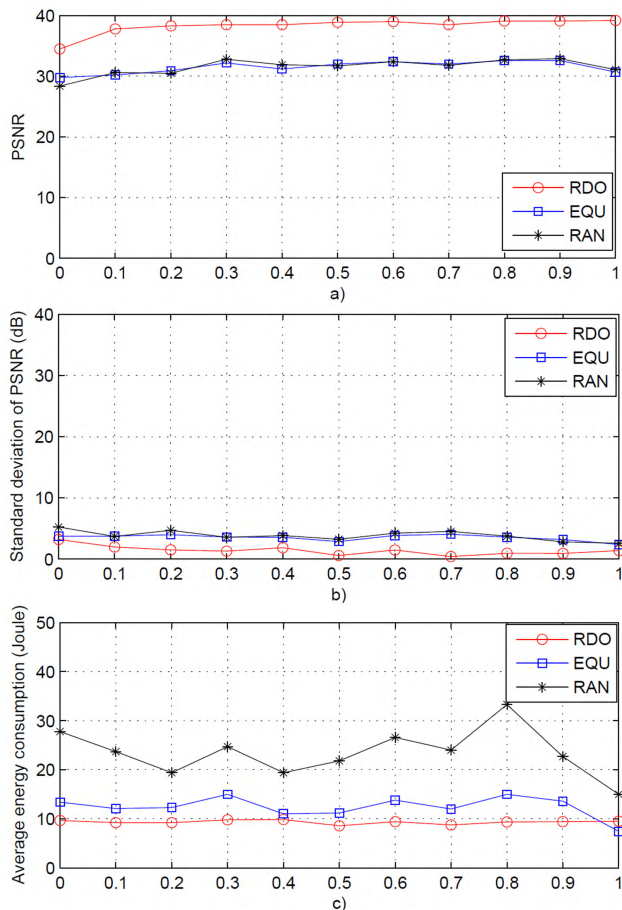 40
30
20
10
0
PSNR
RDO
EQU
RAN
0 0.1 0.2 0.3 0.4 0.5 0.6 0.7 0.8 0.9 1
a)
40
30
20
10
0
Standard deviation of PSNR (dB)
RDO
EQU
RAN
0 0.1 0.2 0.3 0.4 0.5 0.6 0.7 0.8 0.9 1
b)
50
40
30
20
10
0
Average energy consumption (Joule)
RDO
EQU
RAN
0 0.1 0.2 0.3 0.4 0.5 0.6 0.7 0.8 0.9 1
c)